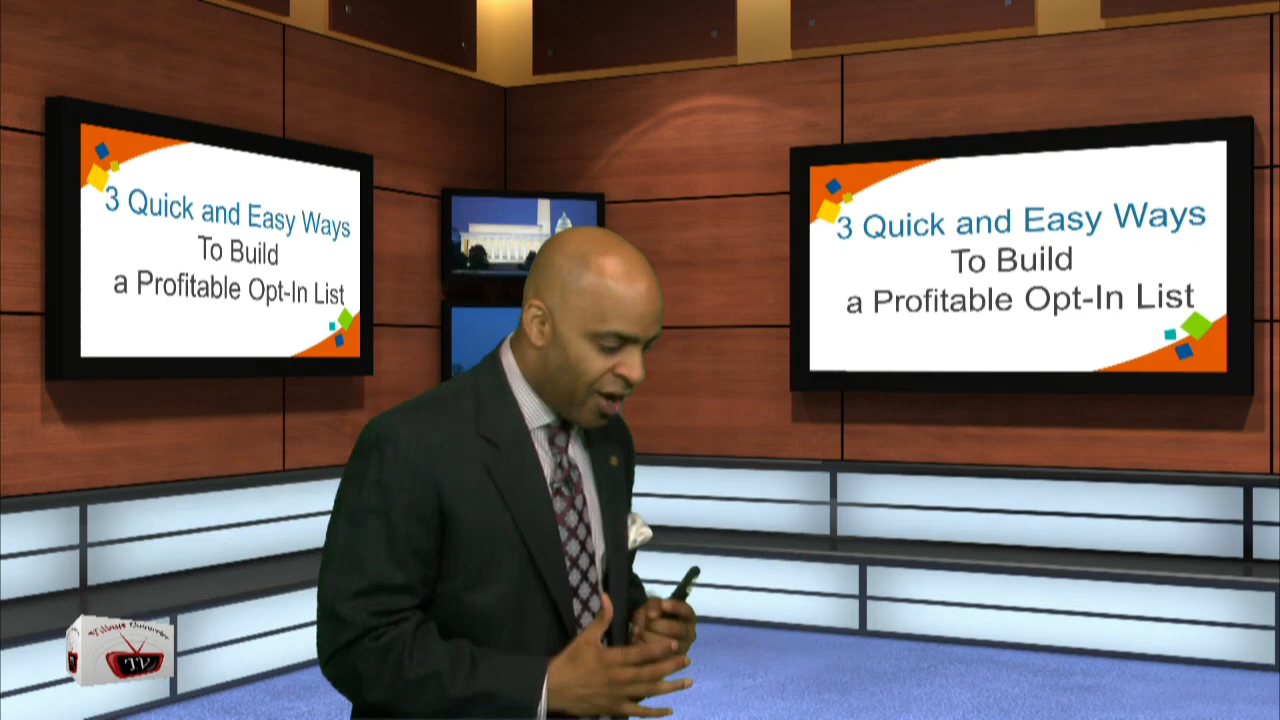 3 Quick and Easy Ways
To Build
a Profitable Opt-In List
3 Quick and Easy Ways
To Build
a Profitable Opt-In List
TV